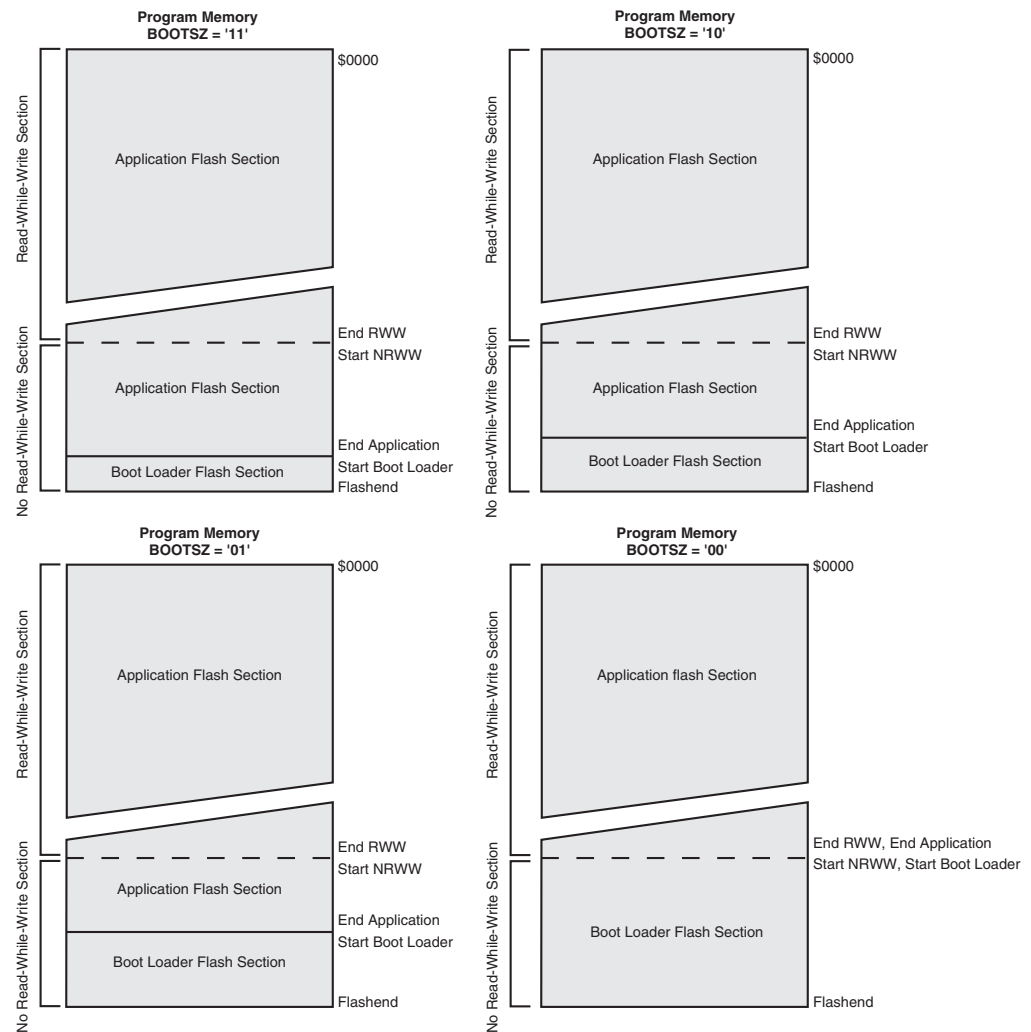 Program Memory
BOOTSZ = '11'
$0000
Read-While-Write Section
Application Flash Section
End RWW
Start NRWW
No Read-While-Write Section
Application Flash Section
End Application
Start Boot Loader
Boot Loader Flash Section
Flashend
Program Memory
BOOTSZ = '10'
$0000
Read-While-Write Section
Application Flash Section
End RWW
Start NRWW
No Read-While-Write Section
Application Flash Section
End Application
Start Boot Loader
Boot Loader Flash Section
Flashend
Program Memory
BOOTSZ = '01'
$0000
Read-While-Write Section
Application Flash Section
End RWW
Start NRWW
No Read-While-Write Section
Application Flash Section
End Application
Start Boot Loader
Boot Loader Flash Section
Flashend
Program Memory
BOOTSZ = '00'
$0000
Read-While-Write Section
Application flash Section
End RWW, End Application
Start NRWW, Start Boot Loader
No Read-While-Write Section
Boot Loader Flash Section
Flashend